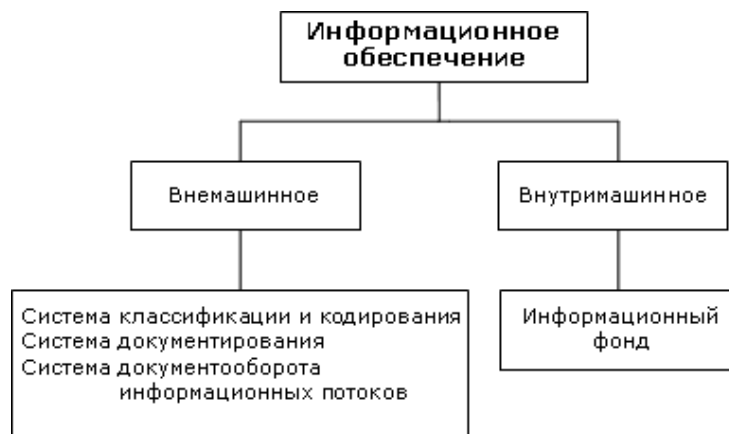 Информационное
обеспечение
Внемашинное
Внутримашинное
Система классификации и кодирования
Система документирования
Система документооборота
информационных потоков
Информационный
фонд